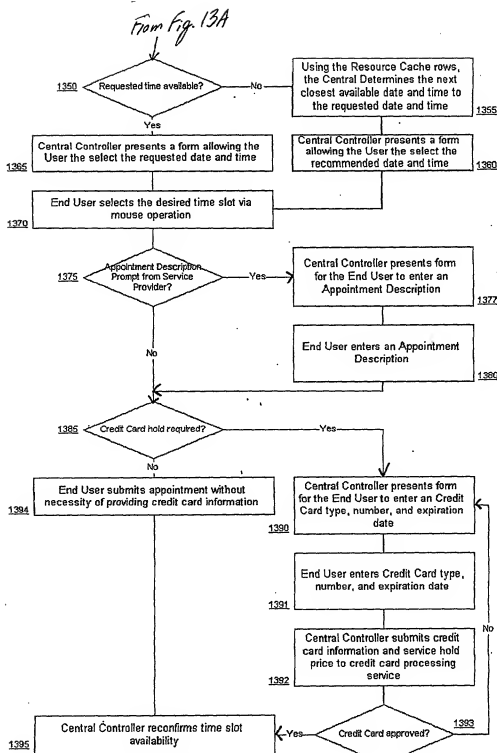 From Fig. 13A
1350
Requested time available?
No
Using the Resource Cache rows,
the Central Determines the next
closest available date and time to
the requested date and time
1355
Yes
Central Controller presents a form allowing the
User the select the requested date and time
1365
Central Controller presents a form
allowing the User the select the
recommended date and time
1360
End User selects the desired time slot via
mouse operation
1370
1375
Appointment Description
Prompt from Service
Provider?
Yes
Central Controller presents form
for the End User to enter an
Appointment Description
1377
No
End User enters an Appointment
Description
1380
1385
Credit Card hold required?
Yes
No
End User submits appointment without
necessity of providing credit card information
1394
Central Controller presents form
for the End User to enter an Credit
Card type, number, and expiration
date
1390
End User enters Credit Card type,
number, and expiration date
1391
No
Central Controller submits credit
card information and service hold
price to credit card processing
service
1392
Central Controller reconfirms time slot
availability
1395
Yes
Credit Card approved?
1393